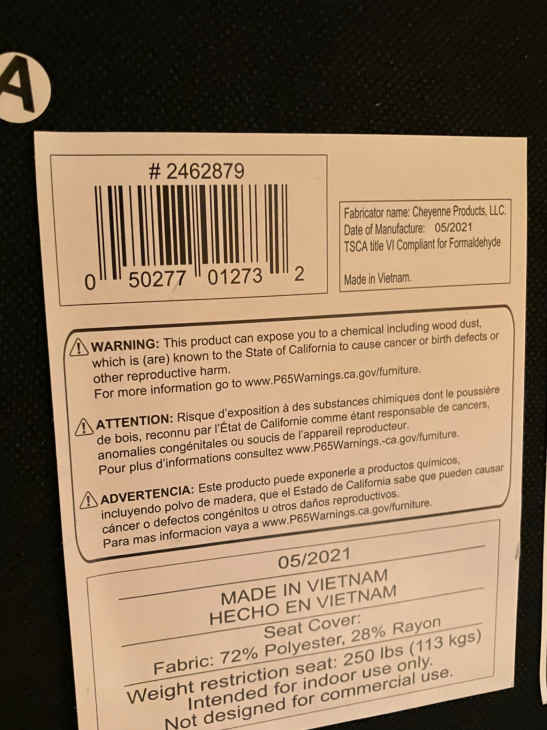 A
# 2462879
0 50277 01273 2
Fabricator name: Cheyenne Products, LLC.
Date of Manufacture: 05/2021
TSCA title VI Compliant for Formaldehyde
Made in Vietnam.
WARNING: This product can expose you to a chemical including wood dust,
which is (are) known to the State of California to cause cancer or birth defects or
other reproductive harm.
For more information go to www.P65Warnings.ca.gov/furniture.
ATTENTION: Risque d'exposition à des substances chimiques dont le poussière
de bois, reconnu par l'État de Californie comme étant responsable de cancers,
anomalies congénitales ou soucis de l'appareil reproducteur.
Pour plus d'informations consultez www.P65Warnings.-ca.gov/furniture.
ADVERTENCIA: Este producto puede exponerle a productos químicos,
incluyendo polvo de madera, que el Estado de California sabe que pueden causar
cáncer o defectos congénitos u otros daños reproductivos.
Para mas informacion vaya a www.P65Warnings.ca.gov/furniture.
05/2021
MADE IN VIETNAM
HECHO EN VIETNAM
Seat Cover:
Fabric: 72% Polyester, 28% Rayon
Weight restriction seat: 250 lbs (113 kgs)
Intended for indoor use only.
Not designed for commercial use.